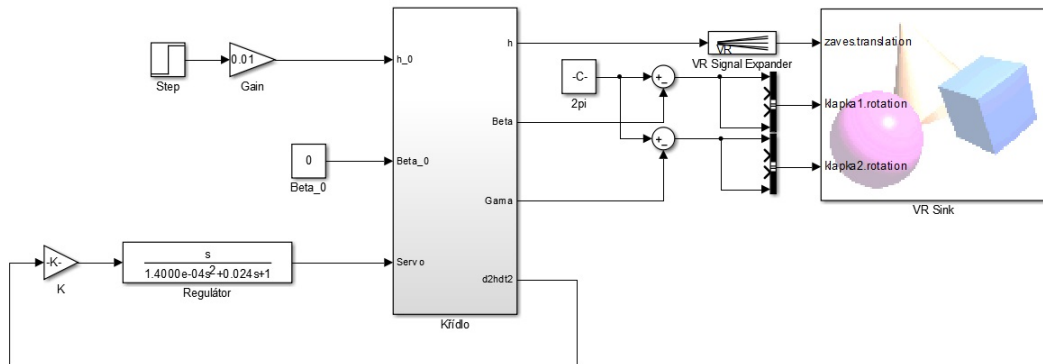 Step
0.01
Gain
h_0
h
VR
VR Signal Expander
zaves.translation
-C-
2pi
+
_
klapka1.rotation
Beta
0
Beta_0
Beta_0
+
_
klapka2.rotation
Gama
VR Sink
-K-
K
s
1.4000e-04s²+0.024s+1
Regulátor
Servo
d2hdt2
Křídlo